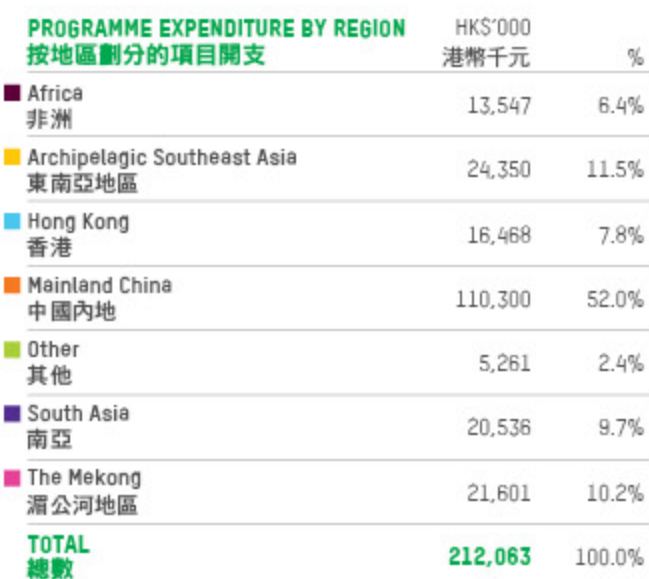 PROGRAMME EXPENDITURE BY REGION HK$'000
按地區劃分的項目開支 港幣千元 %
Africa
非洲 13,547 6.4%
Archipelagic Southeast Asia
東南亞地區 24,350 11.5%
Hong Kong
香港 16,468 7.8%
Mainland China
中國內地 110,300 52.0%
Other
其他 5,261 2.4%
South Asia
南亞 20,536 9.7%
The Mekong
湄公河地區 21,601 10.2%
TOTAL
總數 212,063 100.0%